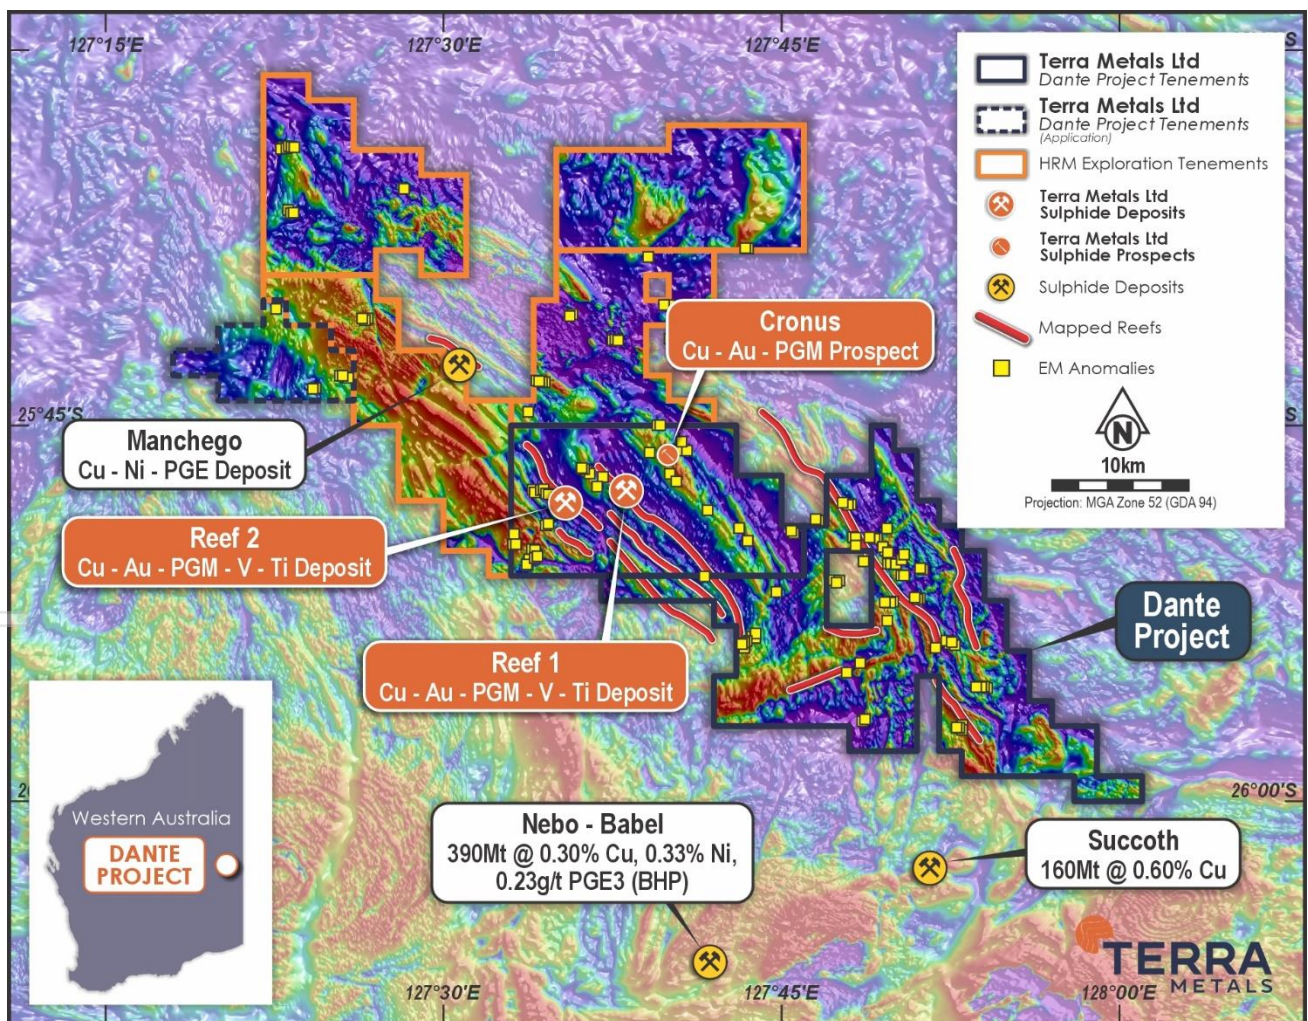 127°15'E
127°30'E
127°45'E
S
Terra Metals Ltd
Dante Project Tenements
Terra Metals Ltd
Dante Project Tenements
(Application)
HRM Exploration Tenements
Terra Metals Ltd
Sulphide Deposits
Terra Metals Ltd
Sulphide Prospects
Sulphide Deposits
Mapped Reefs
EM Anomalies
N
10km
Projection: MGA Zone 52 (GDA 94)
Cronus
Cu - Au - PGM Prospect
25°45'S
S
Manchego
Cu - Ni - PGE Deposit
Reef 2
Cu - Au - PGM - V - Ti Deposit
Reef 1
Cu - Au - PGM - V - Ti Deposit
Dante
Project
Western Australia
DANTE
PROJECT
26
26°00'S
Nebo - Babel
390Mt @ 0.30% Cu, 0.33% Ni,
0.23g/t PGE3 (BHP)
Succoth
160Mt @ 0.60% Cu
TERRA
METALS
127°30'E
127°45'E
128°00'E